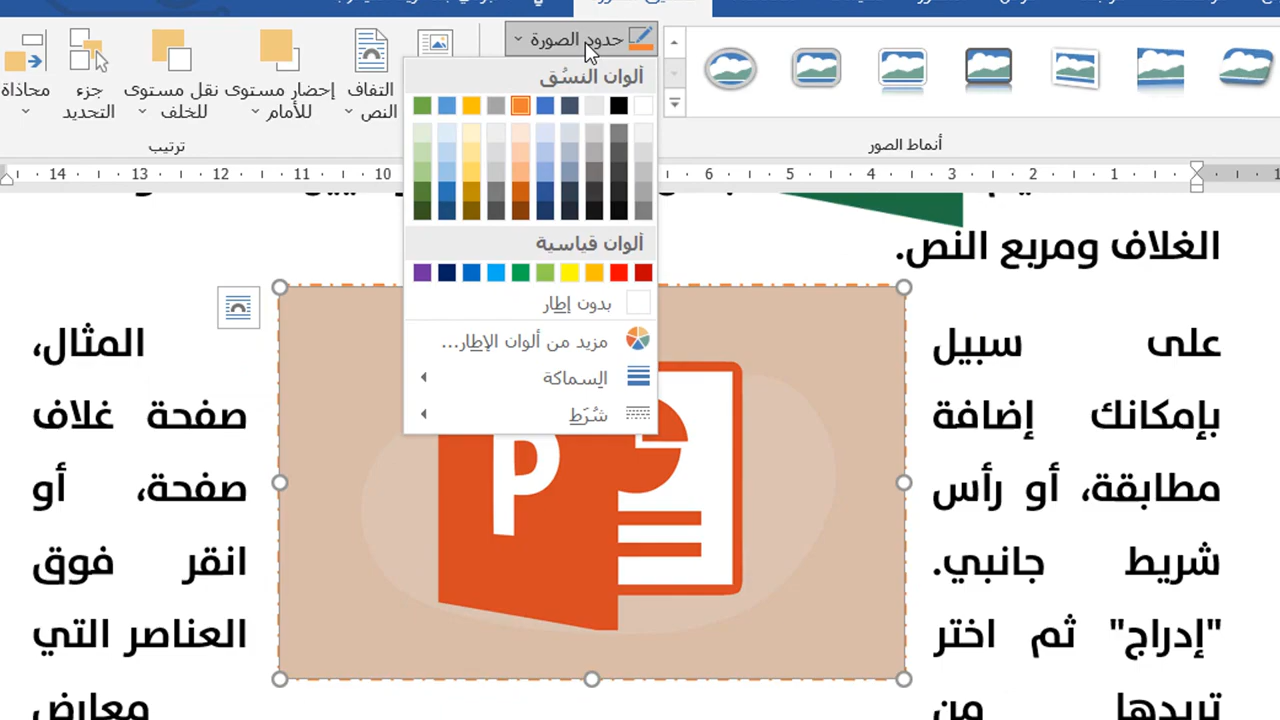 حدود الصورة
التفاف
النص
إحضار مستوى
للأمام
نقل مستوى
للخلف
جزء
التحديد
محاذاة
أنماط الصور
ترتيب
ألوان النسُق
ألوان قياسية
بدون إطار
مزيد من ألوان الإطار...
السماكة
شُرَط
1 1 2 3 4 5 6 10 11 12 13 14
الغلاف ومربع النص.
على سبيل المثال،
بإمكانك إضافة صفحة غلاف
مطابقة، أو رأس صفحة، أو
شريط جانبي. انقر فوق
"إدراج" ثم اختر العناصر التي
تريدها من معارض
P